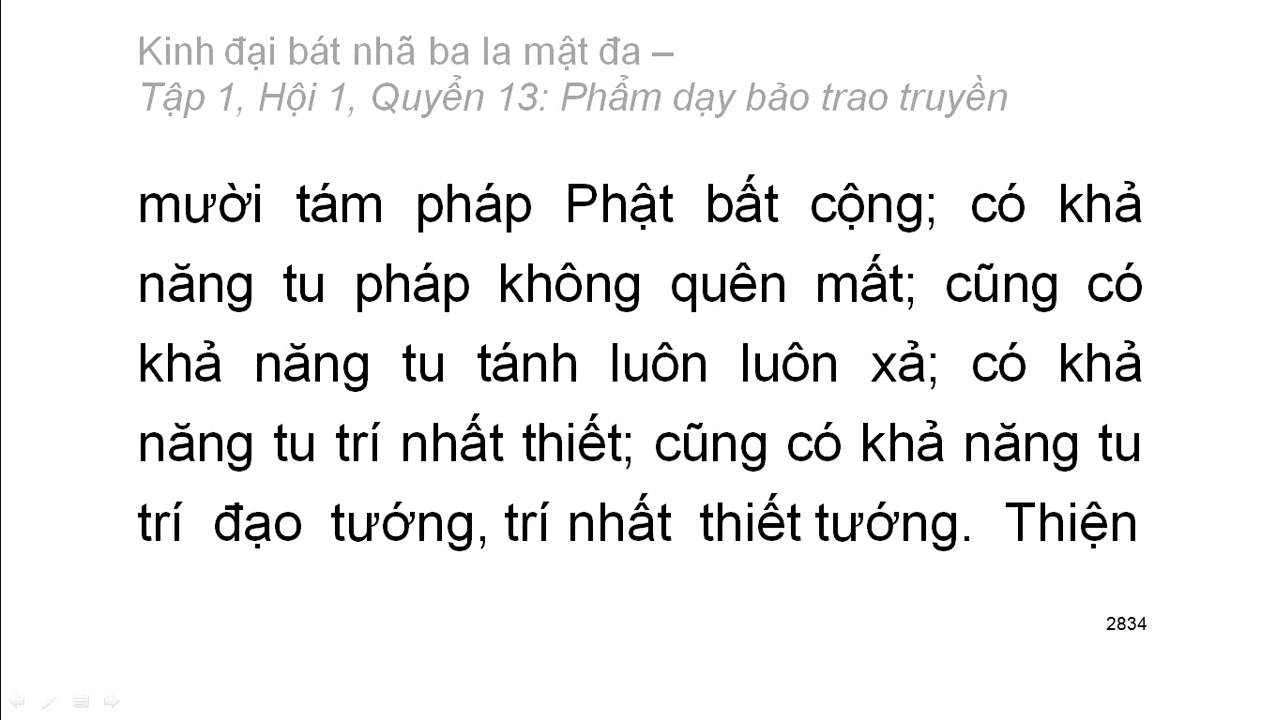 Kinh đại bát nhã ba la mật đa –
Tập 1, Hội 1, Quyển 13: Phẩm dạy bảo trao truyền
mười tám pháp Phật bất cộng; có khả
năng tu pháp không quên mất; cũng có
khả năng tu tánh luôn luôn xả; có khả
năng tu trí nhất thiết; cũng có khả năng tu
trí đạo tướng, trí nhất thiết tướng. Thiện
2834